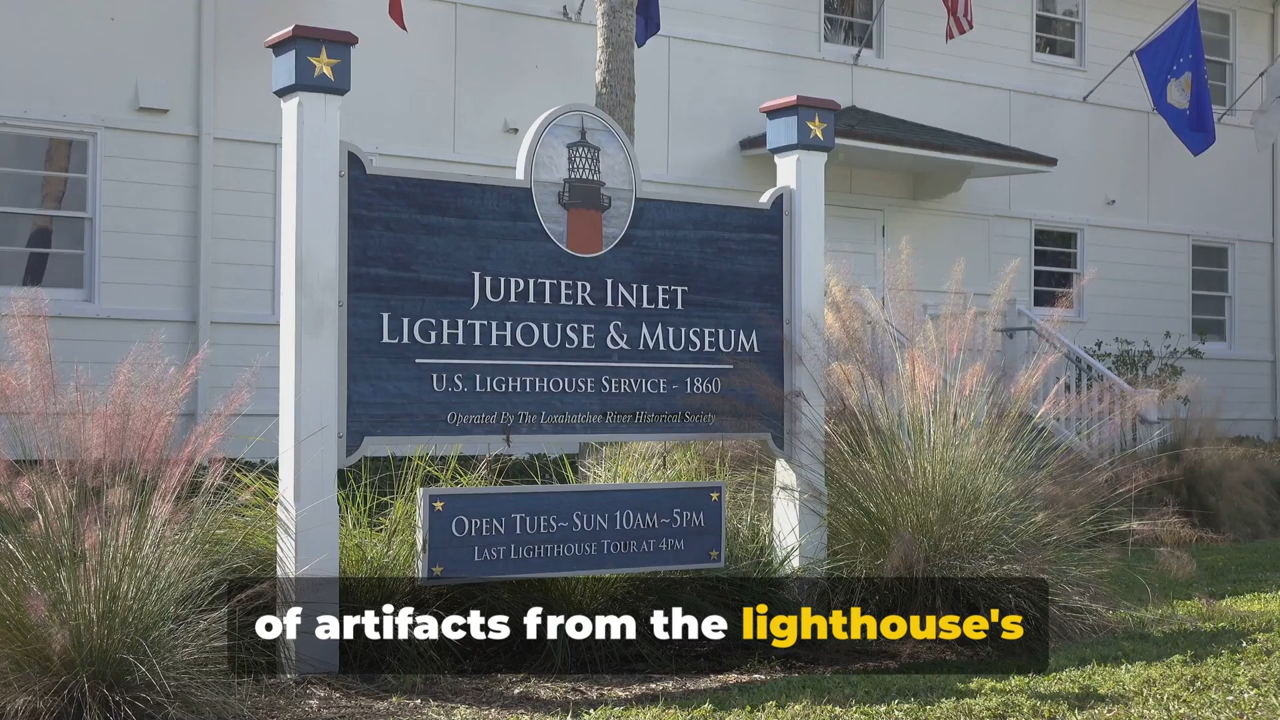 Jupiter Inlet
Lighthouse & Museum
U.S. Lighthouse Service - 1860
Operated By The Loxahatchee River Historical Society
Open Tues~Sun 10am~5pm
Last Lighthouse Tour at 4pm
of artifacts from the lighthouse's